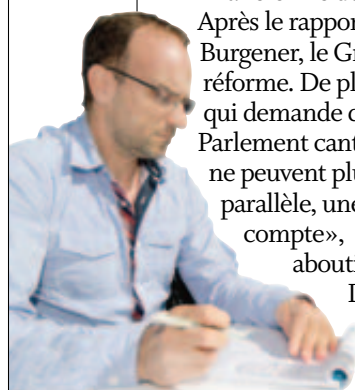 Après le rappor
Burgener, le Gr
réforme. De pl
qui demande d
Parlement cant
ne peuvent plu
parallèle, une
compte»,
abouti